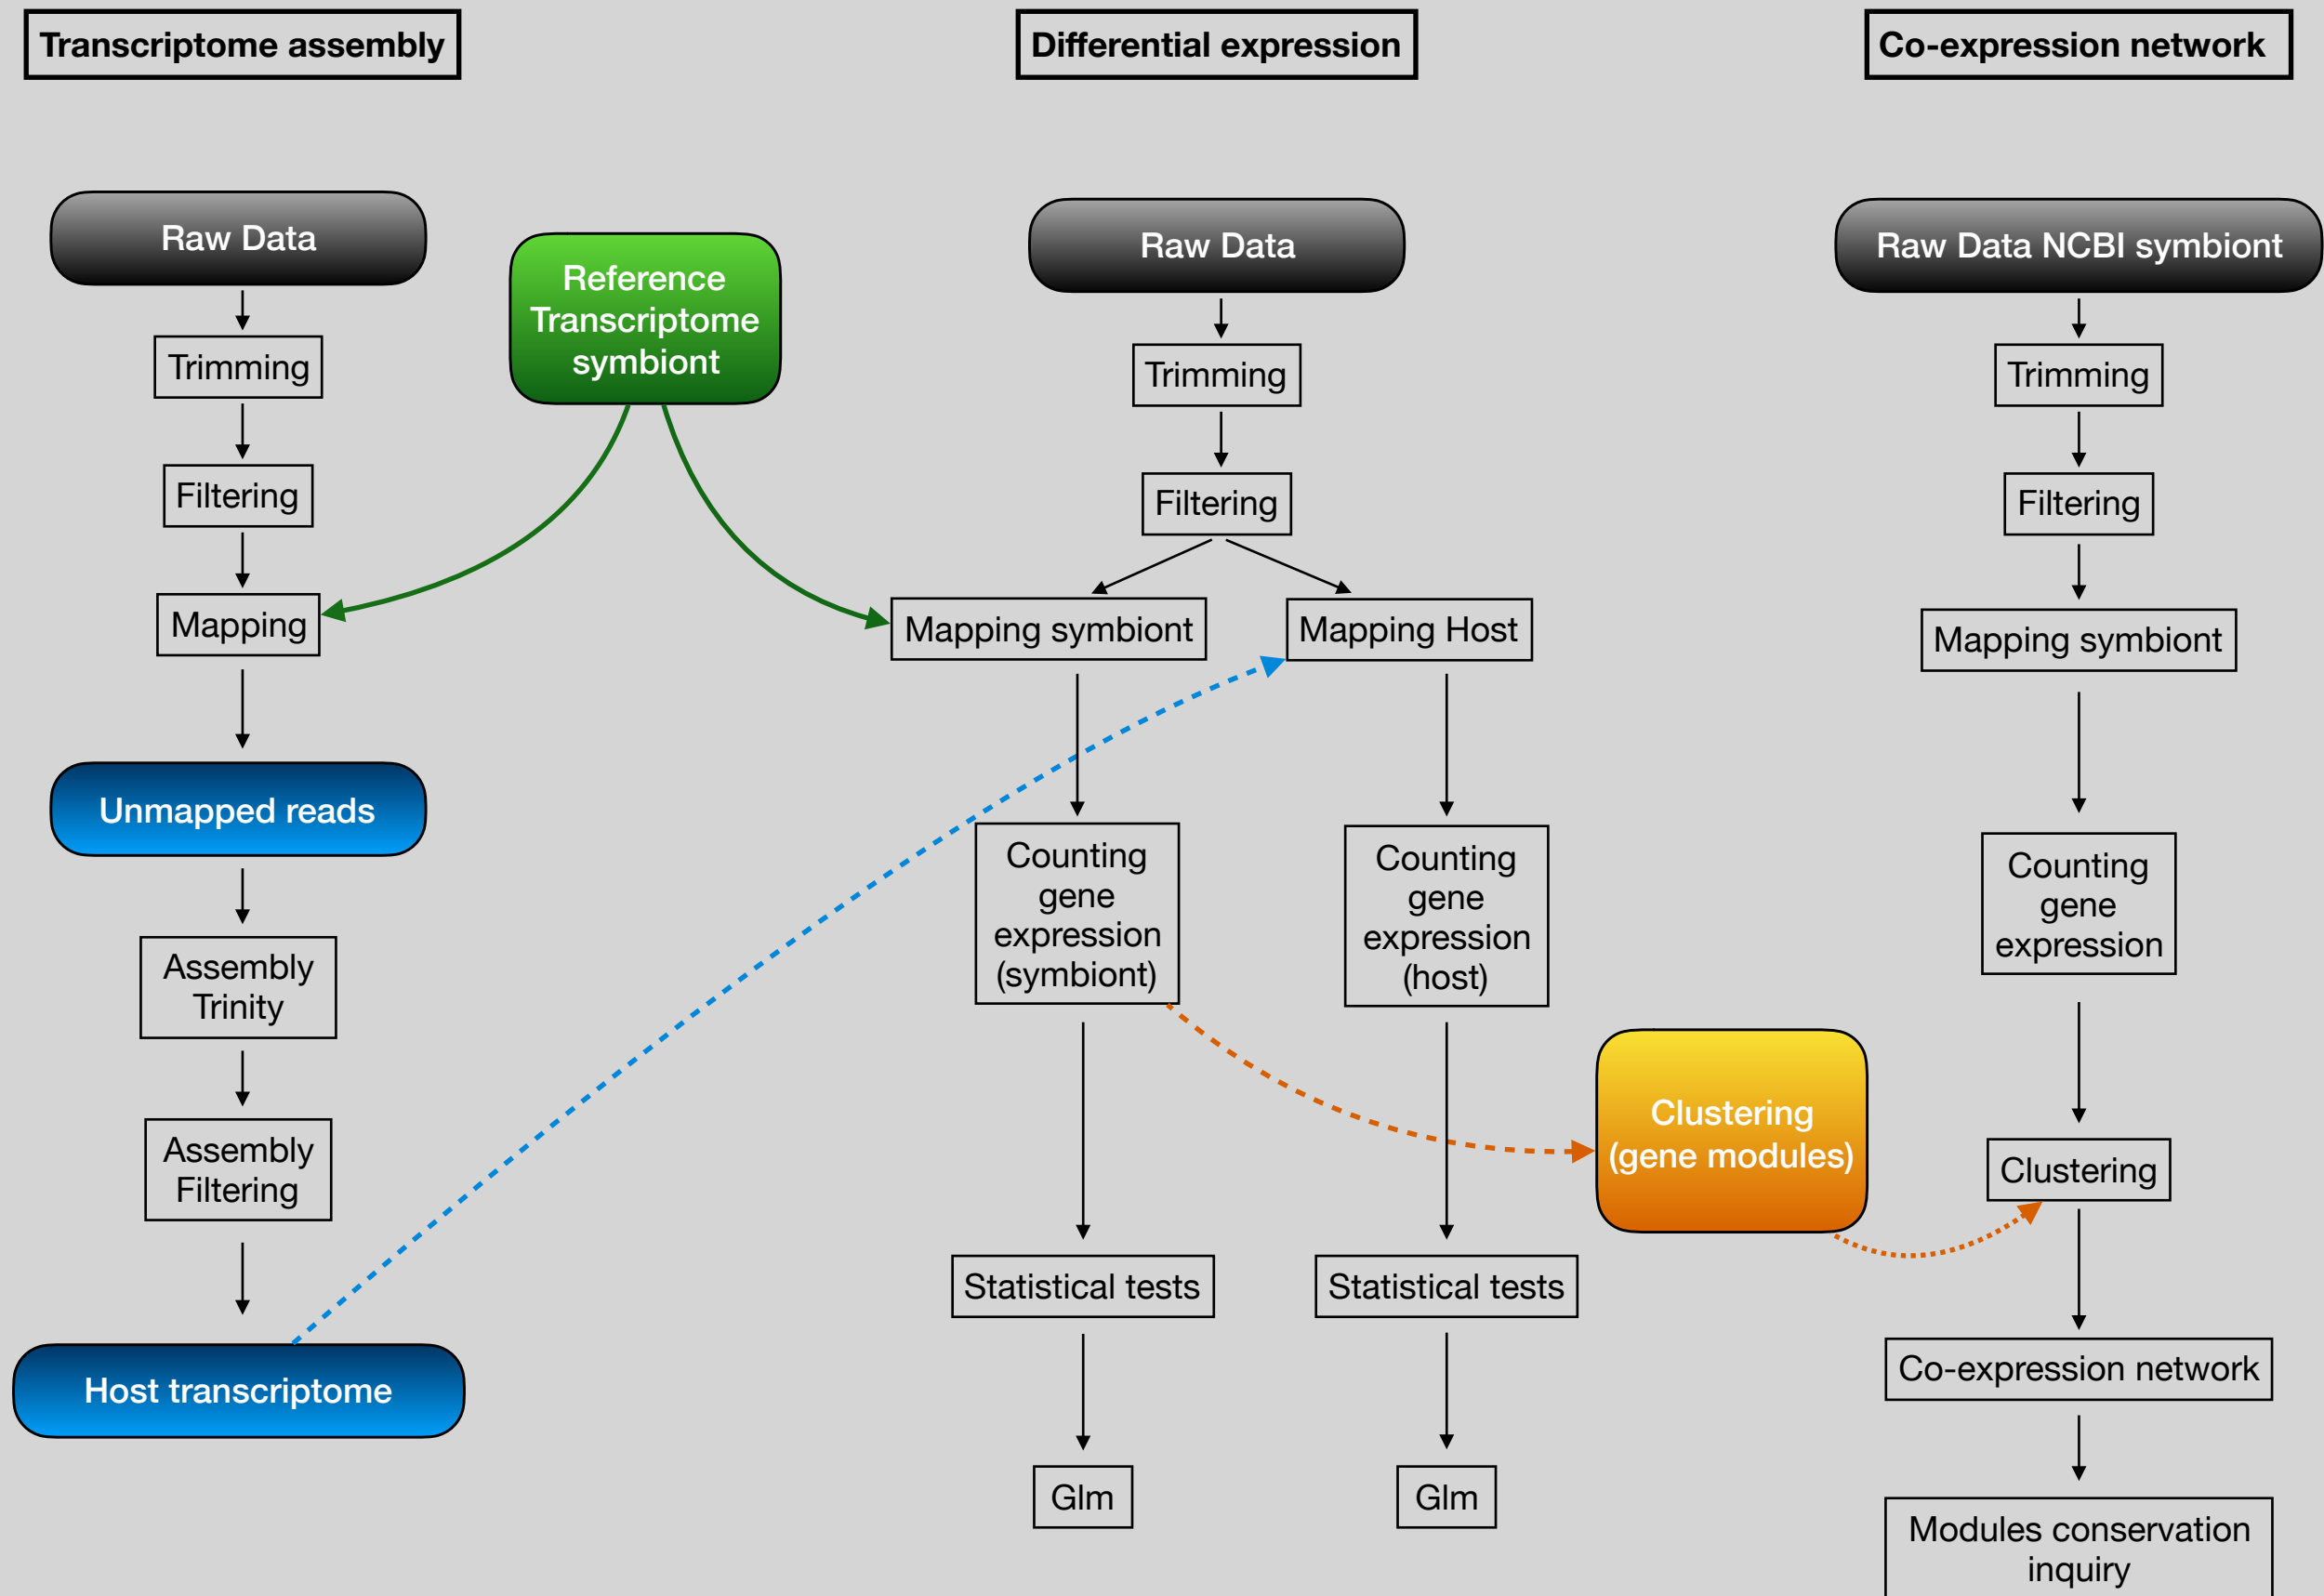 Transcriptome assembly
Differential expression
Co-expression network
Raw Data
Trimming
Filtering
Mapping
Unmapped reads
Assembly
Trinity
Assembly
Filtering
Host transcriptome
Reference
Transcriptome
symbiont
Raw Data
Trimming
Filtering
Mapping symbiont
Mapping Host
Counting
gene
expression
(symbiont)
Counting
gene
expression
(host)
Statistical tests
Statistical tests
Glm
Glm
Clustering
(gene modules)
Raw Data NCBI symbiont
Trimming
Filtering
Mapping symbiont
Counting
gene
expression
Clustering
Co-expression network
Modules conservation
inquiry